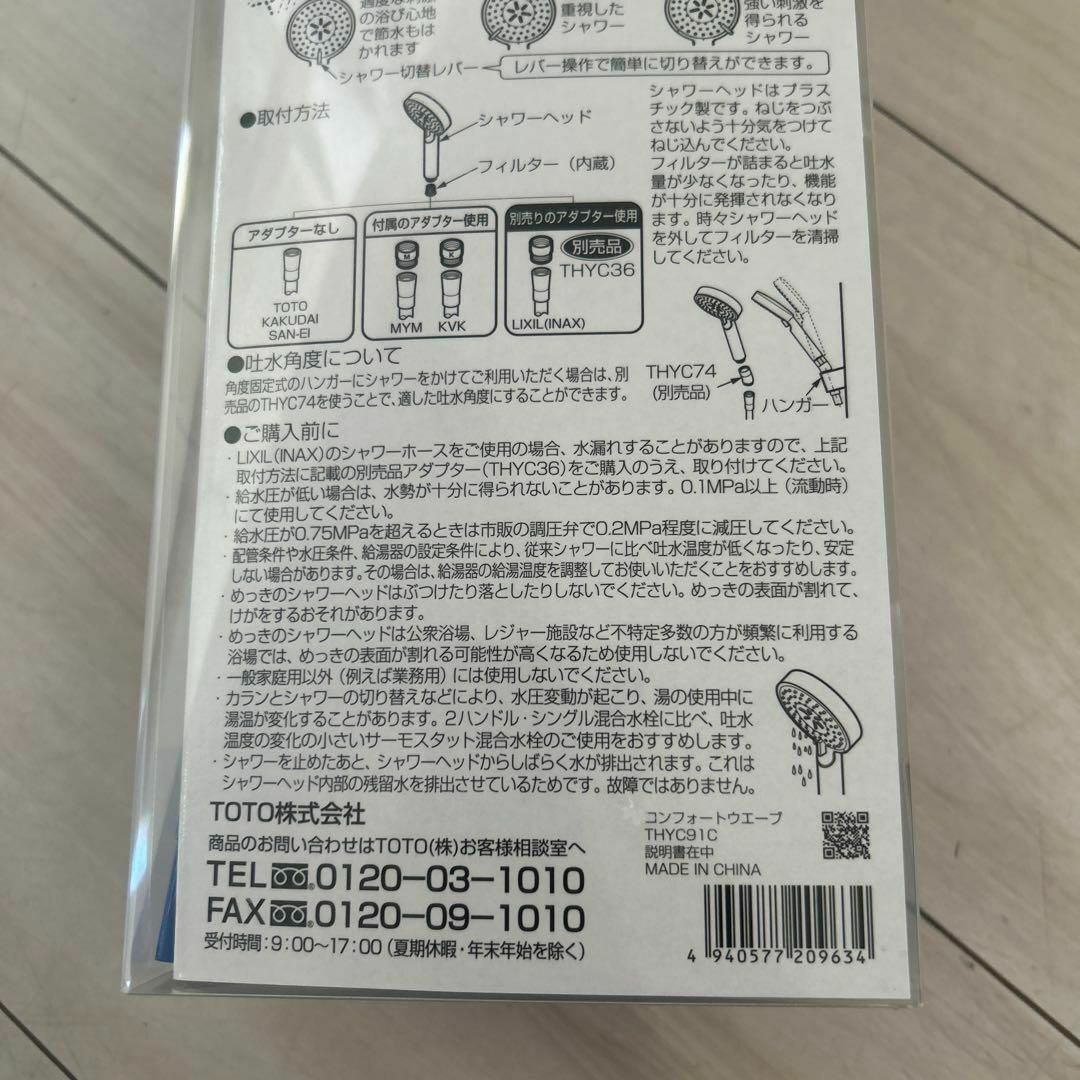 の浴び心地
で節水もは
かれます
重視した
シャワー
強い刺激を
得られる
シャワー
シャワー切替レバー
レバー操作で簡単に切り替えができます。
●取付方法
シャワーヘッド
フィルター(内蔵)
シャワーヘッドはプラス
チック製です。ねじをつぶ
さないよう十分気をつけて
ねじ込んでください。
フィルターが詰まると吐水
量が少なくなったり、機能
が十分に発揮されなくなり
ます。時々シャワーヘッド
を外してフィルターを清掃
してください。
アダプターなし
TOTO
KAKUDAI
SAN-EI
付属のアダプター使用
M
K
MYM
KVK
別売りのアダプター使用
別売品
THYC36
LIXIL(INAX)
●吐水角度について
角度固定式のハンガーにシャワーをかけてご利用いただく場合は、別
売品のTHYC74を使うことで、適した吐水角度にすることができます。
THYC74
(別売品)
ハンガー
●ご購入前に
・LIXIL(INAX)のシャワーホースをご使用の場合、水漏れすることがありますので、上記
取付方法に記載の別売品アダプター(THYC36)をご購入のうえ、取り付けてください。
・給水圧が低い場合は、水勢が十分に得られないことがあります。0.1MPa以上(流動時)
にて使用してください。
・給水圧が0.75MPaを超えるときは市販の調圧弁で0.2MPa程度に減圧してください。
・配管条件や水圧条件、給湯器の設定条件により、従来シャワーに比べ吐水温度が低くなったり、安定
しない場合があります。その場合は、給湯器の給湯温度を調整してお使いいただくことをおすすめします。
・めっきのシャワーヘッドはぶつけたり落としたりしないでください。めっきの表面が割れて、
けがをするおそれがあります。
・めっきのシャワーヘッドは公衆浴場、レジャー施設など不特定多数の方が頻繁に利用する
浴場では、めっきの表面が割れる可能性が高くなるため使用しないでください。
・一般家庭用以外(例えば業務用)には使用しないでください。
・カランとシャワーの切り替えなどにより、水圧変動が起こり、湯の使用中に
湯温が変化することがあります。2ハンドル・シングル混合水栓に比べ、吐水
温度の変化の小さいサーモスタット混合水栓のご使用をおすすめします。
・シャワーを止めたあと、シャワーヘッドからしばらく水が排出されます。これは
シャワーヘッド内部の残留水を排出させているためです。故障ではありません。
TOTO株式会社
商品のお問い合わせはTOTO(株)お客様相談室へ
TEL 0120-03-1010
FAX 0120-09-1010
受付時間:9:00〜17:00(夏期休暇・年末年始を除く)
コンフォートウエーブ
THYC91C
説明書在中
MADE IN CHINA
4 940577 209634